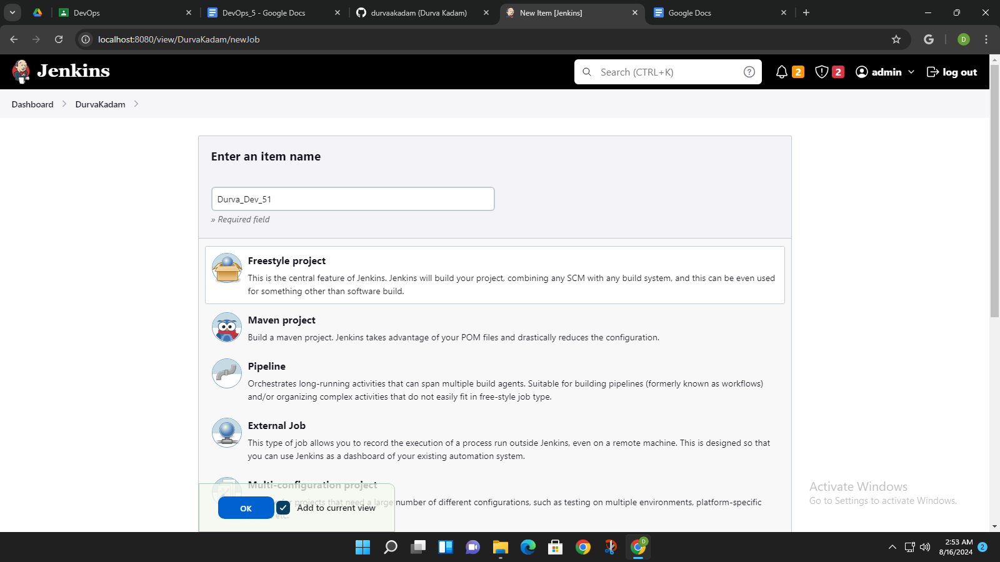 DevOps
DevOps_5 - Google Docs
durvaakadam (Durva Kadam)
New Item [Jenkins]
Google Docs
localhost:8080/view/DurvaKadam/newJob
G
D
Jenkins
Search (CTRL+K)
2
2
admin
log out
Dashboard
DurvaKadam
Enter an item name
Durva_Dev_51
» Required field
Freestyle project
This is the central feature of Jenkins. Jenkins will build your project, combining any SCM with any build system, and this can be even used
for something other than software build.
Maven project
Build a maven project. Jenkins takes advantage of your POM files and drastically reduces the configuration.
Pipeline
Orchestrates long-running activities that can span multiple build agents. Suitable for building pipelines (formerly known as workflows)
and/or organizing complex activities that do not easily fit in free-style job type.
External Job
This type of job allows you to record the execution of a process run outside Jenkins, even on a remote machine. This is designed so that
you can use Jenkins as a dashboard of your existing automation system.
Multi-configuration project
for projects that need a large number of different configurations, such as testing on multiple environments, platform-specific
etc.
OK
Add to current view
Activate Windows
Go to Settings to activate Windows.
D
2:53 AM
8/16/2024
2